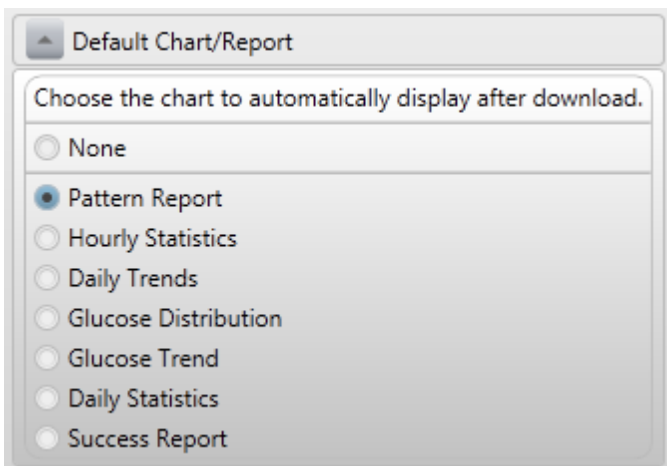 Default Chart/Report
Choose the chart to automatically display after download.
None
Pattern Report
Hourly Statistics
Daily Trends
Glucose Distribution
Glucose Trend
Daily Statistics
Success Report